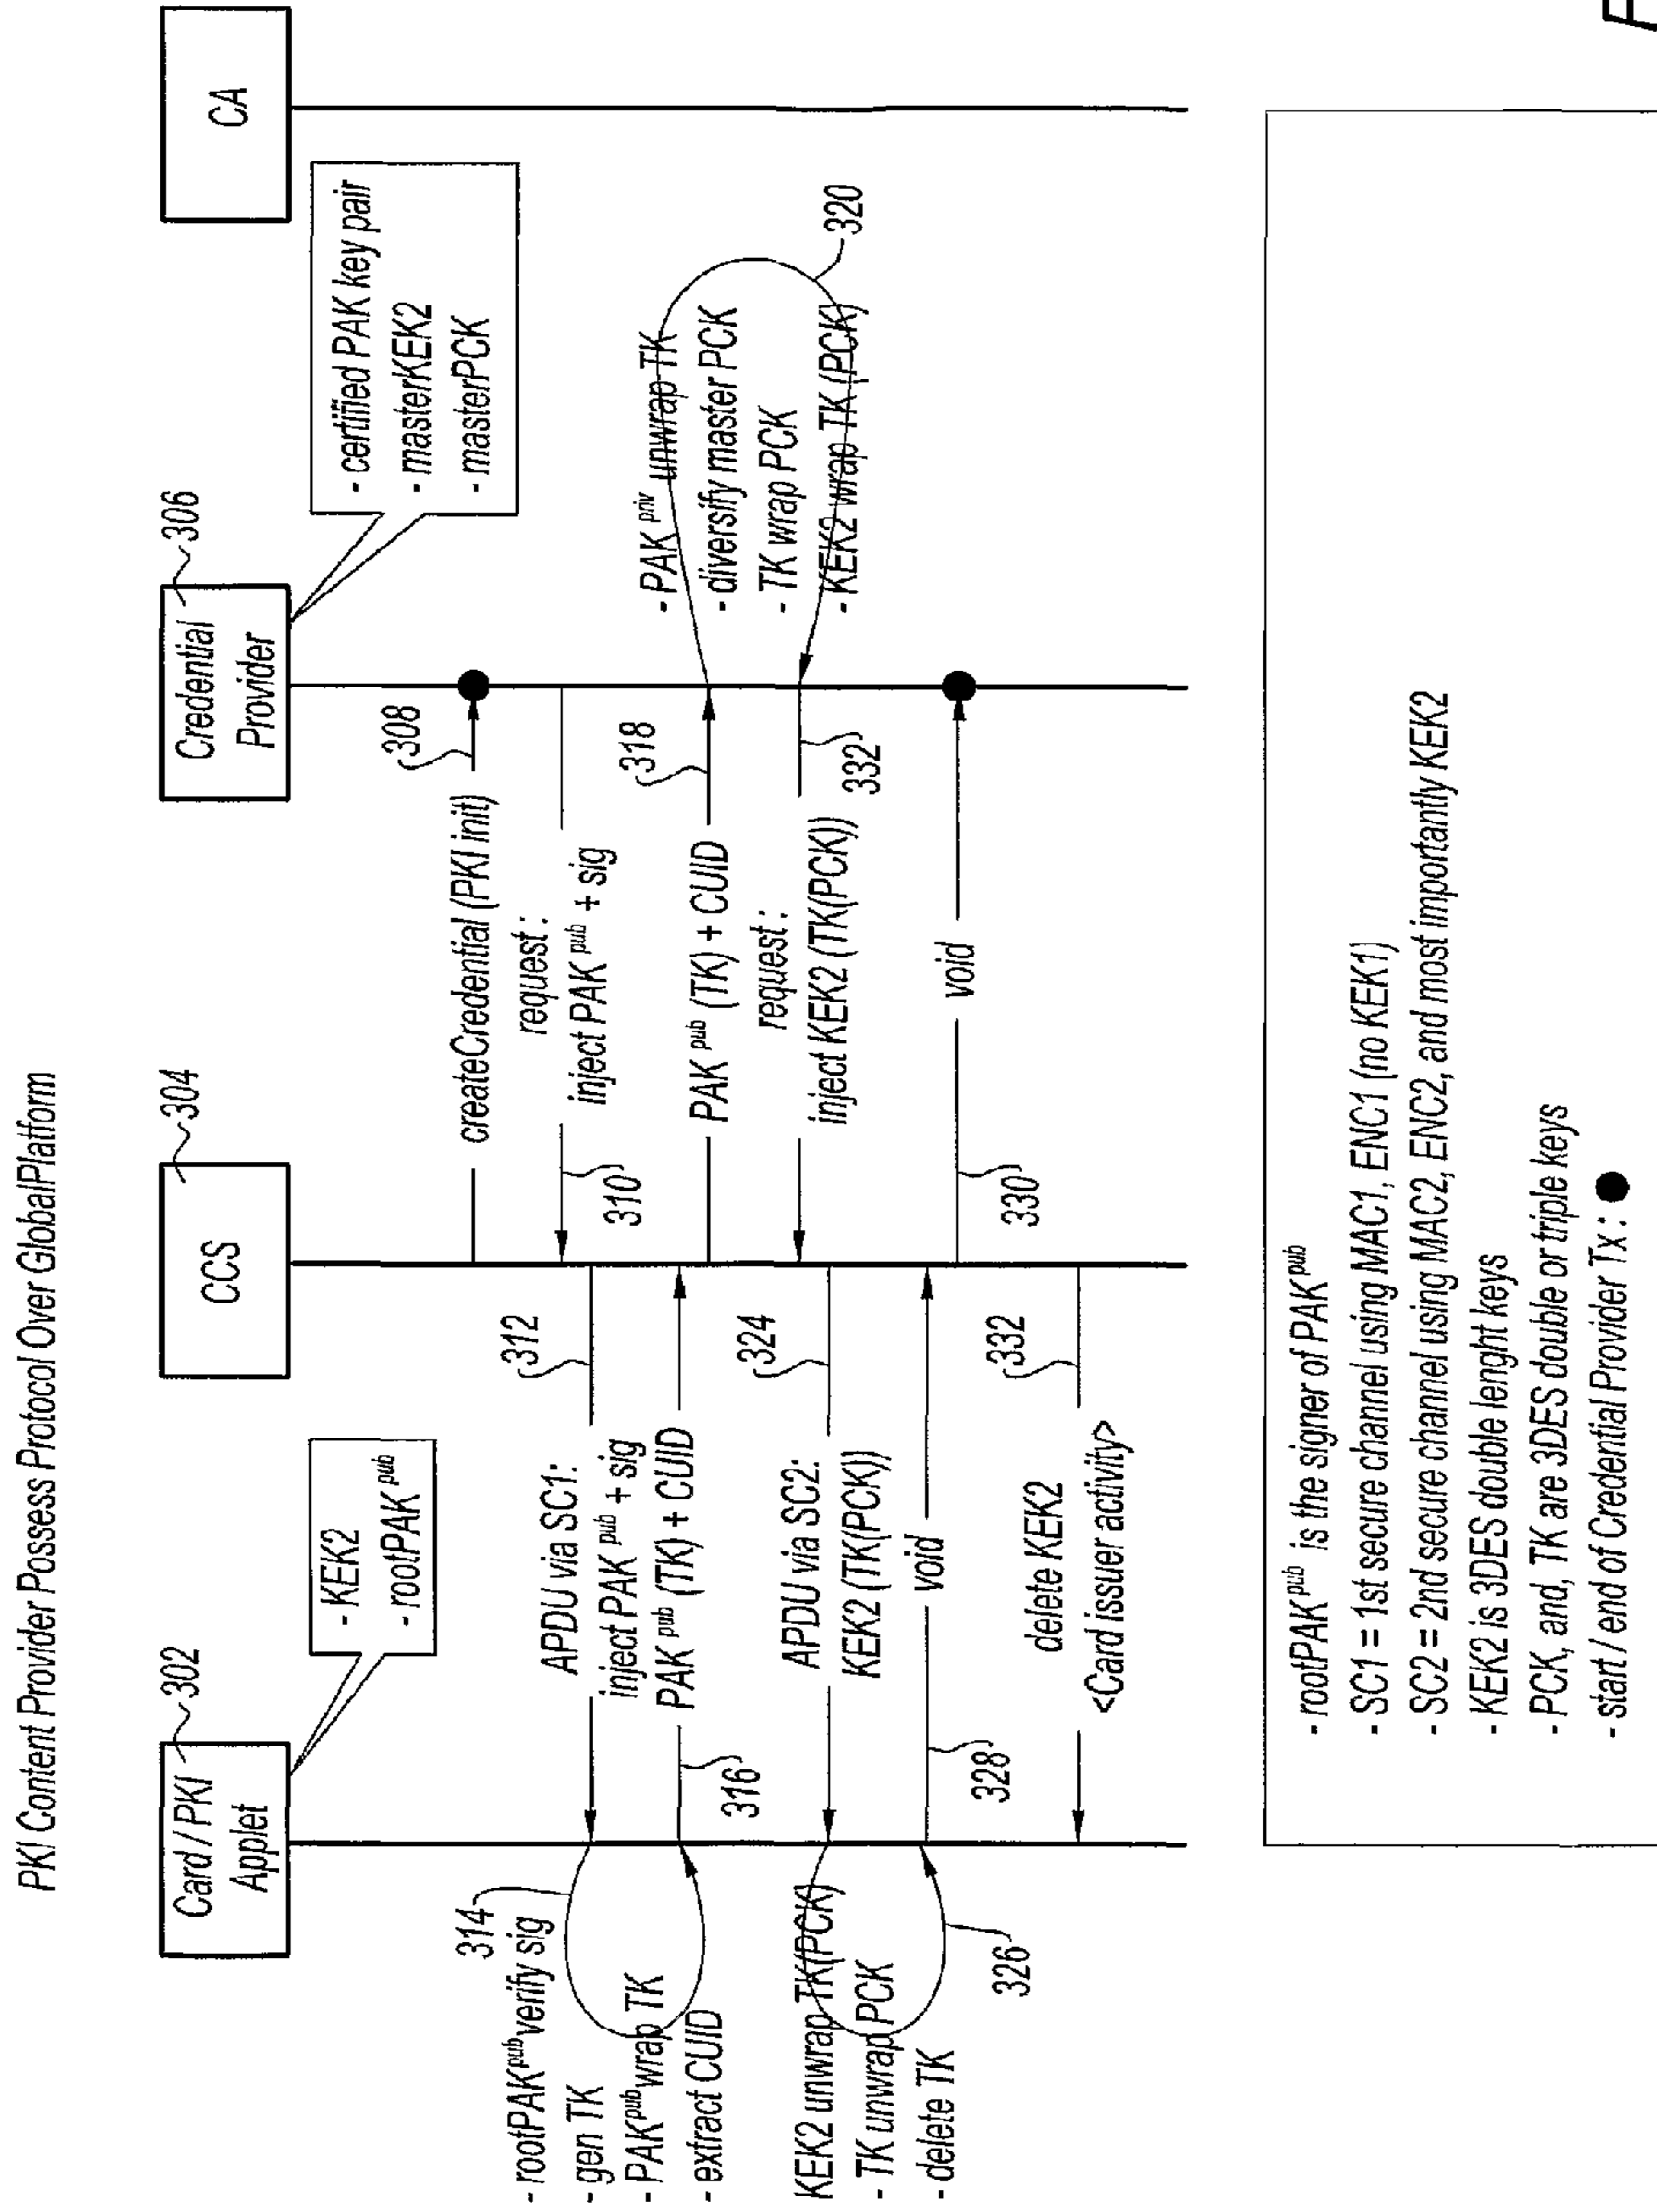 PKI Content Provider Possess Protocol Over GlobalPlatform
302
304
306
Card / PKI
Applet
CCS
Credential
Provider
CA
- KEK2
- rootPAK pub
- certified PAK key pair
- masterKEK2
- masterPCK
createCredential (PKI init)
308
request :
inject PAK pub + sig
310
312
APDU via SC1:
inject PAK pub + sig
314
- rootPAK pub verify sig
- gen TK
- PAK pub wrap TK
- extract CUID
PAK pub (TK) + CUID
316
PAK pub (TK) + CUID
318
- PAK priv unwrap TK
- diversify master PCK
- TK wrap PCK
- KEK2 wrap TK (PCK)
320
request :
inject KEK2 (TK(PCK))
332
324
APDU via SC2:
KEK2 (TK(PCK))
KEK2 unwrap TK(PCK)
- TK unwrap PCK
- delete TK
326
void
328
void
330
332
delete KEK2
<Card issuer activity>
- rootPAK pub is the signer of PAK pub
- SC1 = 1st secure channel using MAC1, ENC1 (no KEK1)
- SC2 = 2nd secure channel using MAC2, ENC2, and most importantly KEK2
- KEK2 is 3DES double lenght keys
- PCK, and, TK are 3DES double or triple keys
- start / end of Credential Provider Tx :